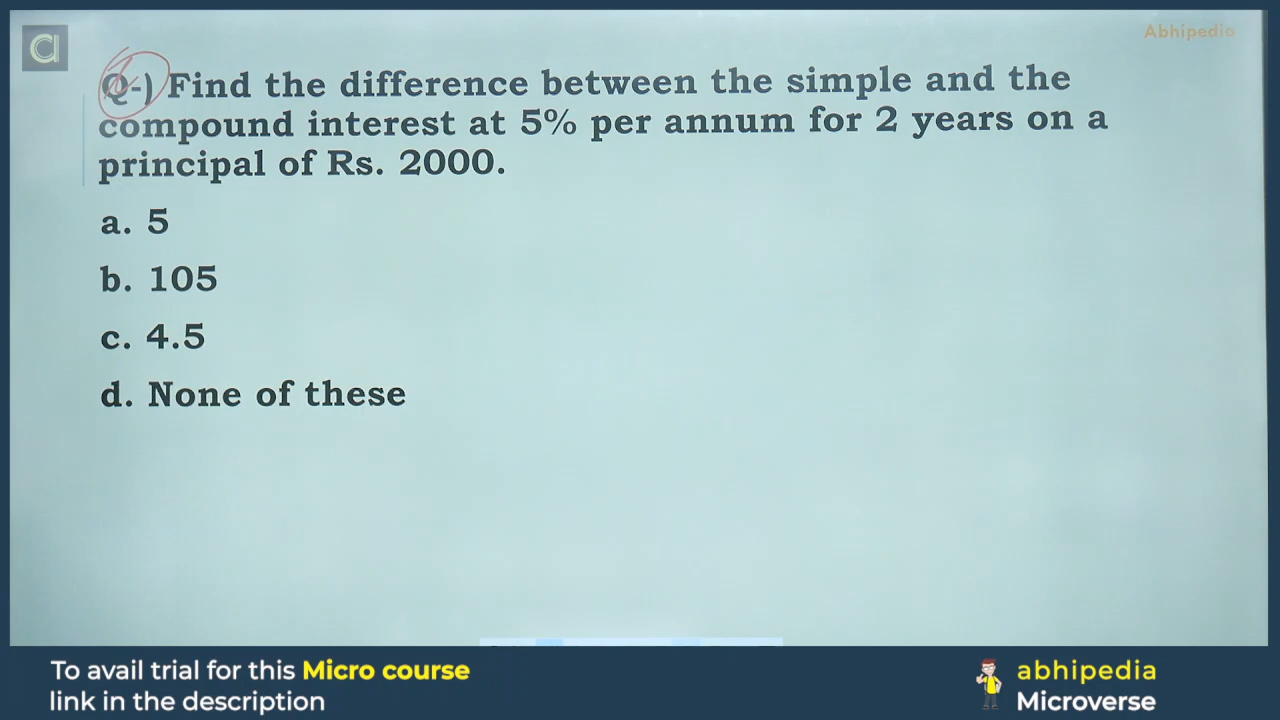 Abhipedia
Q-) Find the difference between the simple and the
compound interest at 5% per annum for 2 years on a
principal of Rs. 2000.
a. 5
b. 105
c. 4.5
d. None of these
To avail trial for this Micro course
link in the description
abhipedia
Microverse